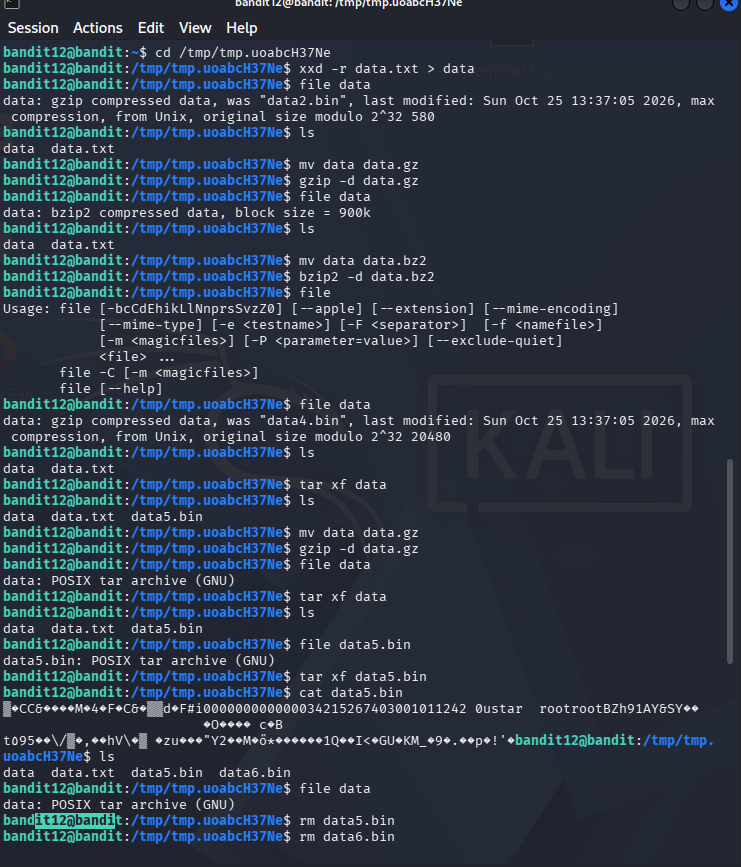 bandit12@bandit: /tmp/tmp.uoabcH37Ne
Session Actions Edit View Help
bandit12@bandit:~$ cd /tmp/tmp.uoabcH37Ne
bandit12@bandit:/tmp/tmp.uoabcH37Ne$ xxd -r data.txt > data
bandit12@bandit:/tmp/tmp.uoabcH37Ne$ file data
data: gzip compressed data, was "data2.bin", last modified: Sun Oct 25 13:37:05 2026, max
 compression, from Unix, original size modulo 2^32 580
bandit12@bandit:/tmp/tmp.uoabcH37Ne$ ls
data  data.txt
bandit12@bandit:/tmp/tmp.uoabcH37Ne$ mv data data.gz
bandit12@bandit:/tmp/tmp.uoabcH37Ne$ gzip -d data.gz
bandit12@bandit:/tmp/tmp.uoabcH37Ne$ file data
data: bzip2 compressed data, block size = 900k
bandit12@bandit:/tmp/tmp.uoabcH37Ne$ ls
data  data.txt
bandit12@bandit:/tmp/tmp.uoabcH37Ne$ mv data data.bz2
bandit12@bandit:/tmp/tmp.uoabcH37Ne$ bzip2 -d data.bz2
bandit12@bandit:/tmp/tmp.uoabcH37Ne$ file
Usage: file [-bcCdEhikLlNnprsSvzZ0] [--apple] [--extension] [--mime-encoding]
            [--mime-type] [-e <testname>] [-F <separator>]  [-f <namefile>]
            [-m <magicfiles>] [-P <parameter=value>] [--exclude-quiet]
            <file> ...
       file -C [-m <magicfiles>]
       file [--help]
bandit12@bandit:/tmp/tmp.uoabcH37Ne$ file data
data: gzip compressed data, was "data4.bin", last modified: Sun Oct 25 13:37:05 2026, max
 compression, from Unix, original size modulo 2^32 20480
bandit12@bandit:/tmp/tmp.uoabcH37Ne$ ls
data  data.txt
bandit12@bandit:/tmp/tmp.uoabcH37Ne$ tar xf data
bandit12@bandit:/tmp/tmp.uoabcH37Ne$ ls
data  data.txt  data5.bin
bandit12@bandit:/tmp/tmp.uoabcH37Ne$ mv data data.gz
bandit12@bandit:/tmp/tmp.uoabcH37Ne$ gzip -d data.gz
bandit12@bandit:/tmp/tmp.uoabcH37Ne$ file data
data: POSIX tar archive (GNU)
bandit12@bandit:/tmp/tmp.uoabcH37Ne$ tar xf data
bandit12@bandit:/tmp/tmp.uoabcH37Ne$ ls
data  data.txt  data5.bin
bandit12@bandit:/tmp/tmp.uoabcH37Ne$ file data5.bin
data5.bin: POSIX tar archive (GNU)
bandit12@bandit:/tmp/tmp.uoabcH37Ne$ tar xf data5.bin
bandit12@bandit:/tmp/tmp.uoabcH37Ne$ cat data5.bin
bandit12@bandit:/tmp/tmp.
uoabcH37Ne$ ls
data  data.txt  data5.bin  data6.bin
bandit12@bandit:/tmp/tmp.uoabcH37Ne$ file data
data: POSIX tar archive (GNU)
bandit12@bandit:/tmp/tmp.uoabcH37Ne$ rm data5.bin
bandit12@bandit:/tmp/tmp.uoabcH37Ne$ rm data6.bin
KALI